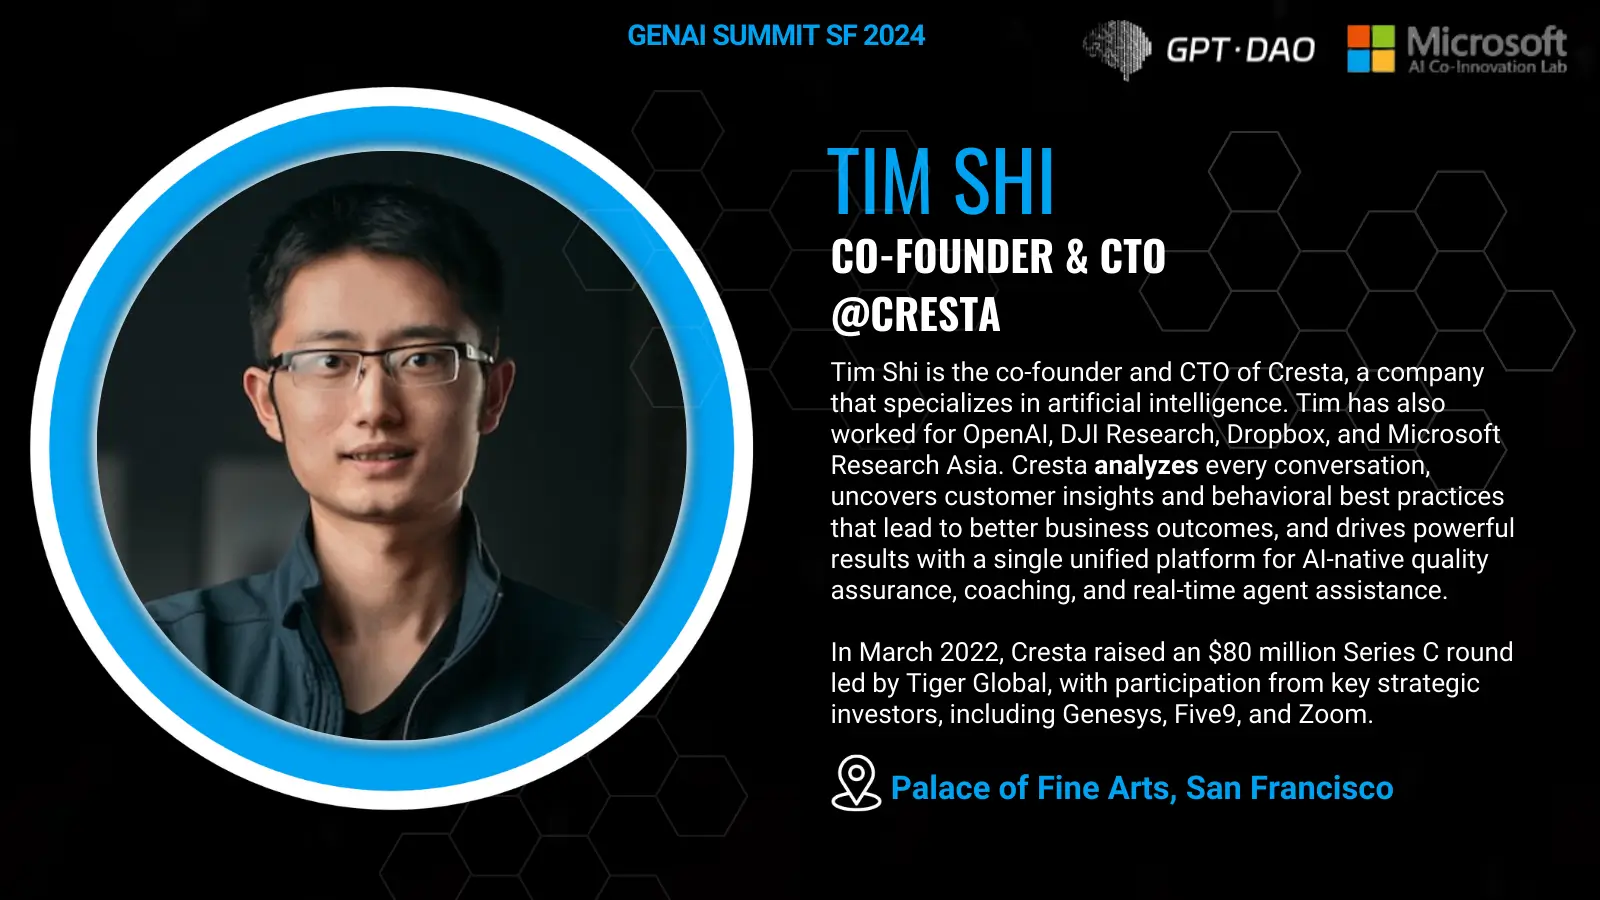 GENAI SUMMIT SF 2024
GPT·DAO
Microsoft
AI Co-Innovation Lab
TIM SHI
CO-FOUNDER & CTO
@CRESTA
Tim Shi is the co-founder and CTO of Cresta, a company
that specializes in artificial intelligence. Tim has also
worked for OpenAI, DJI Research, Dropbox, and Microsoft
Research Asia. Cresta analyzes every conversation,
uncovers customer insights and behavioral best practices
that lead to better business outcomes, and drives powerful
results with a single unified platform for AI-native quality
assurance, coaching, and real-time agent assistance.
In March 2022, Cresta raised an $80 million Series C round
led by Tiger Global, with participation from key strategic
investors, including Genesys, Five9, and Zoom.
Palace of Fine Arts, San Francisco